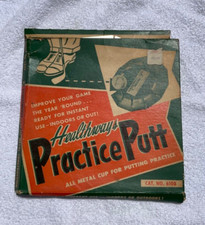 IMPROVE YOUR GAME
THE YEAR 'ROUND...
READY FOR INSTANT
USE - INDOORS OR OUT!
Healthways
Practice Putt
ALL METAL CUP FOR PUTTING PRACTICE
CAT. NO.